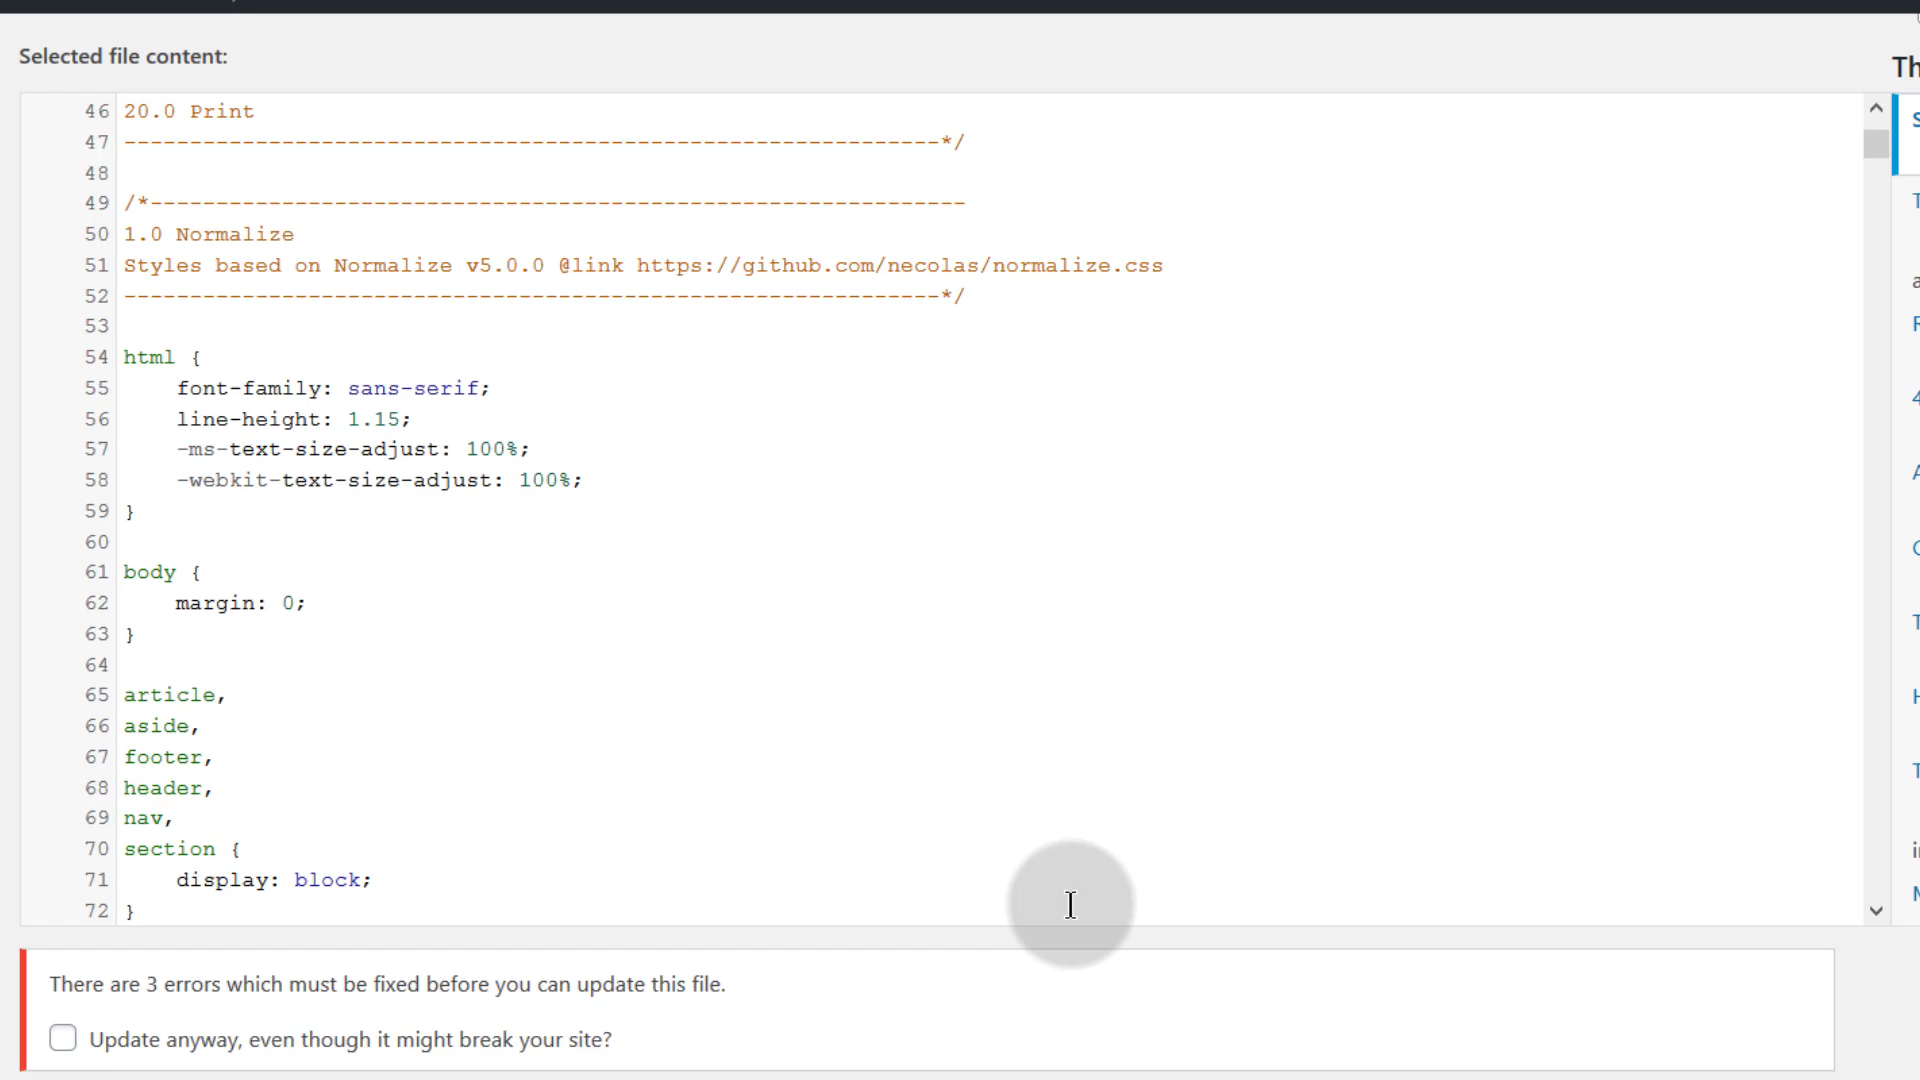 Selected file content:
Th
46 20.0 Print
47 --------------------------------------------------------------*/
48
49 /*--------------------------------------------------------------
50 1.0 Normalize
51 Styles based on Normalize v5.0.0 @link https://github.com/necolas/normalize.css
52 --------------------------------------------------------------*/
53
54 html {
55     font-family: sans-serif;
56     line-height: 1.15;
57     -ms-text-size-adjust: 100%;
58     -webkit-text-size-adjust: 100%;
59 }
60
61 body {
62     margin: 0;
63 }
64
65 article,
66 aside,
67 footer,
68 header,
69 nav,
70 section {
71     display: block;
72 }
There are 3 errors which must be fixed before you can update this file.
Update anyway, even though it might break your site?